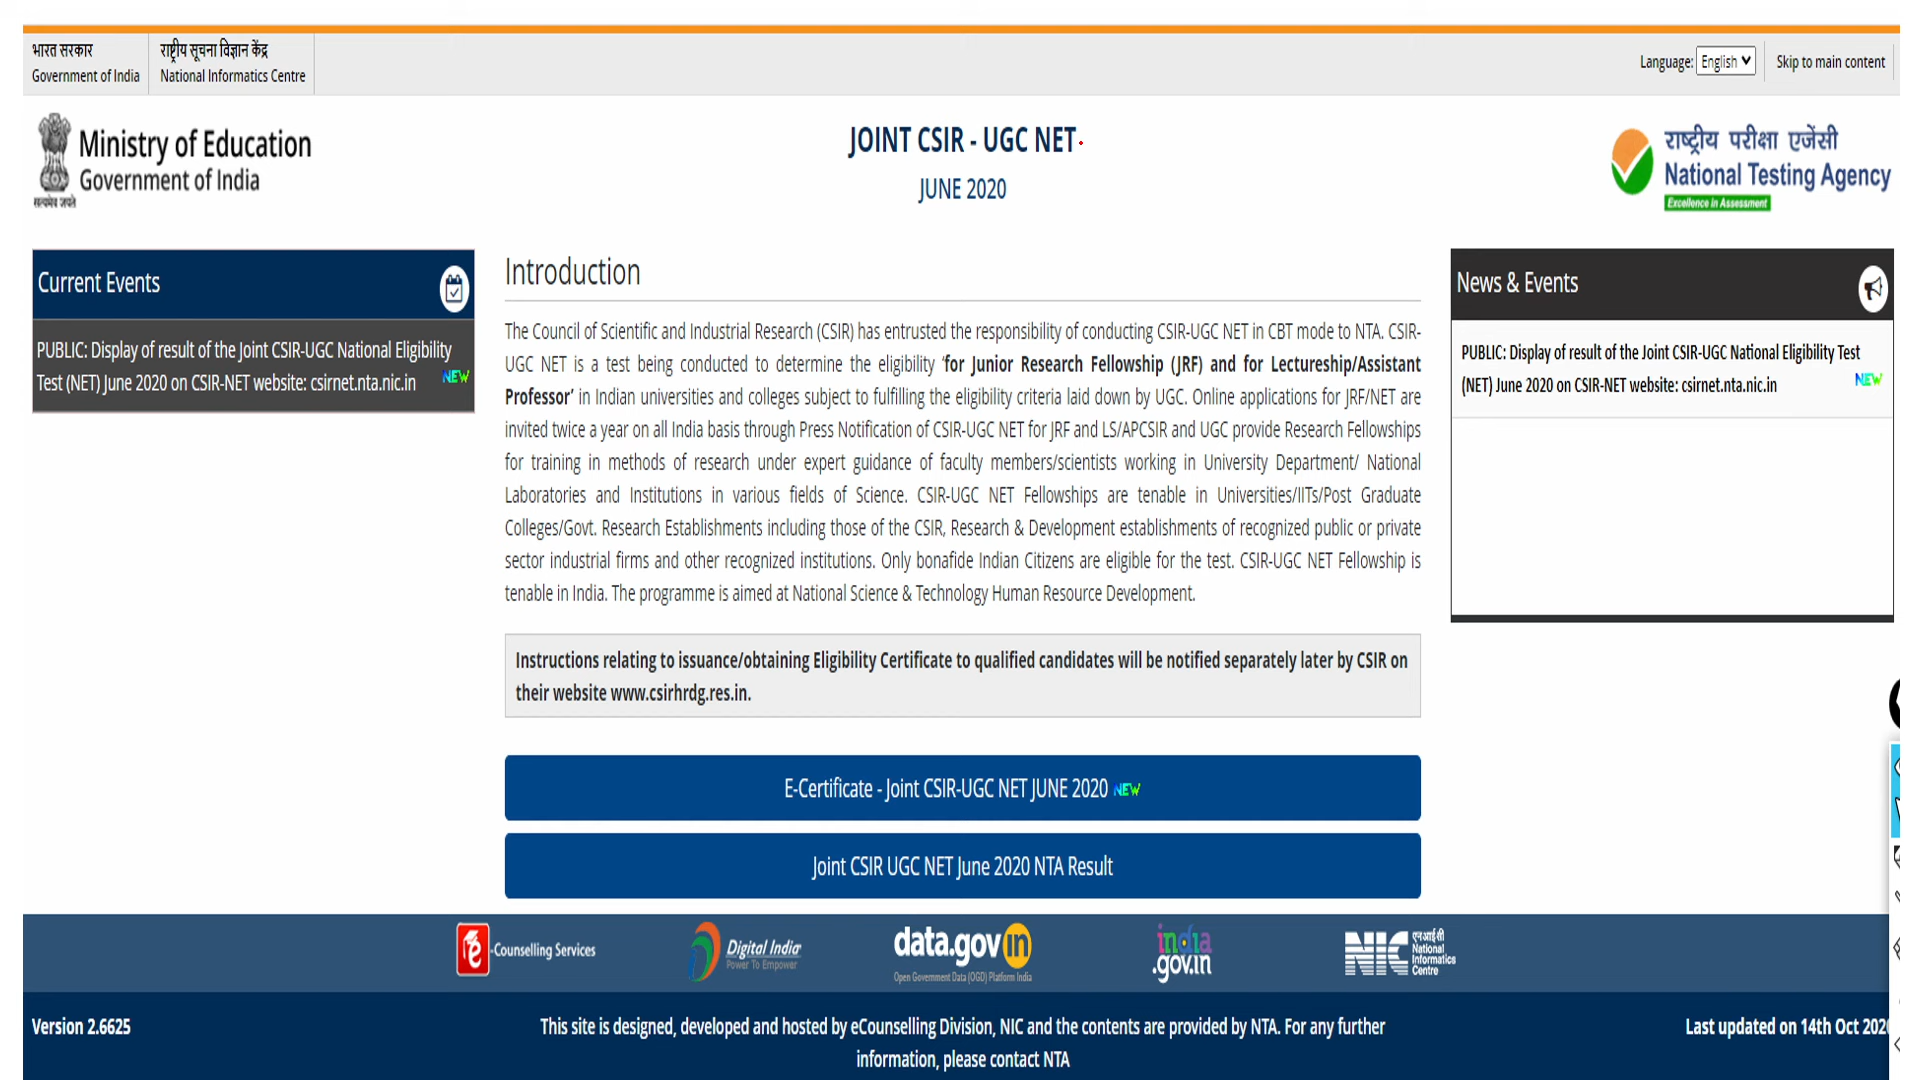 भारत सरकार
Government of India
राष्ट्रीय सूचना विज्ञान केंद्र
National Informatics Centre
Language: English
Skip to main content
सत्यमेव जयते
Ministry of Education
Government of India
JOINT CSIR - UGC NET
JUNE 2020
राष्ट्रीय परीक्षा एजेंसी
National Testing Agency
Excellence in Assessment
Current Events
PUBLIC: Display of result of the Joint CSIR-UGC National Eligibility
Test (NET) June 2020 on CSIR-NET website: csirnet.nta.nic.in NEW
Introduction
The Council of Scientific and Industrial Research (CSIR) has entrusted the responsibility of conducting CSIR-UGC NET in CBT mode to NTA. CSIR-
UGC NET is a test being conducted to determine the eligibility ‘for Junior Research Fellowship (JRF) and for Lectureship/Assistant
Professor’ in Indian universities and colleges subject to fulfilling the eligibility criteria laid down by UGC. Online applications for JRF/NET are
invited twice a year on all India basis through Press Notification of CSIR-UGC NET for JRF and LS/APCSIR and UGC provide Research Fellowships
for training in methods of research under expert guidance of faculty members/scientists working in University Department/ National
Laboratories and Institutions in various fields of Science. CSIR-UGC NET Fellowships are tenable in Universities/IITs/Post Graduate
Colleges/Govt. Research Establishments including those of the CSIR, Research & Development establishments of recognized public or private
sector industrial firms and other recognized institutions. Only bonafide Indian Citizens are eligible for the test. CSIR-UGC NET Fellowship is
tenable in India. The programme is aimed at National Science & Technology Human Resource Development.
Instructions relating to issuance/obtaining Eligibility Certificate to qualified candidates will be notified separately later by CSIR on
their website www.csirhrdg.res.in.
E-Certificate - Joint CSIR-UGC NET JUNE 2020 NEW
Joint CSIR UGC NET June 2020 NTA Result
News & Events
PUBLIC: Display of result of the Joint CSIR-UGC National Eligibility Test
(NET) June 2020 on CSIR-NET website: csirnet.nta.nic.in NEW
e-Counselling Services
Digital India
Power To Empower
data.gov in
Open Government Data (OGD) Platform India
india
.gov.in
NIC
एनआईसी
National
Informatics
Centre
Version 2.6625
This site is designed, developed and hosted by eCounselling Division, NIC and the contents are provided by NTA. For any further
information, please contact NTA
Last updated on 14th Oct 2020